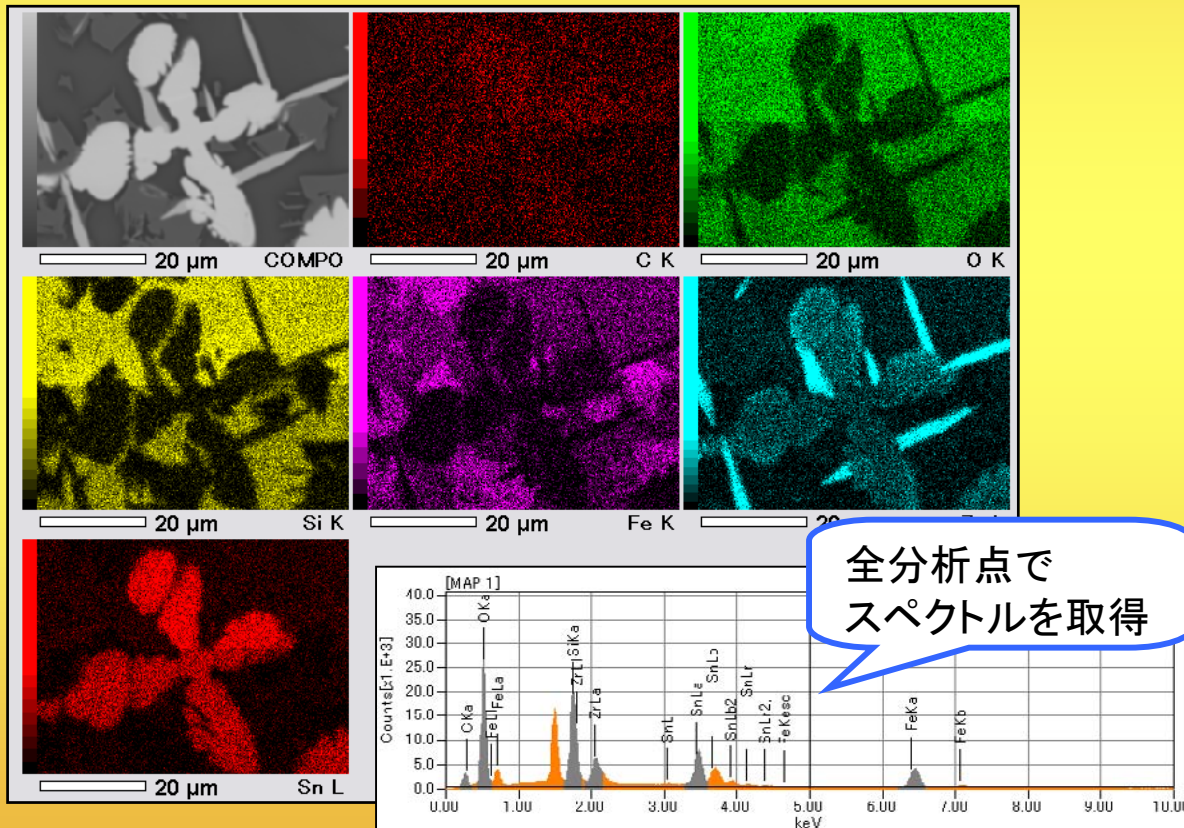 20 μm COMPO
20 μm C K
20 μm O K
20 μm Si K
20 μm Fe K
20 μm Sn L
全分析点で
スペクトルを取得
[MAP 1]
Counts[x1.E+3]
40.0
35.0
30.0
25.0
20.0
15.0
10.0
5.0
0.0
CKa
OKa
FeLl
FeLa
SiKa
ZrLl
ZrLa
SnLl
SnLa
SnLb
SnLb2
SnLr
SnLr2,
FeKesc
FeKa
FeKb
0.00 1.00 2.00 3.00 4.00 5.00 6.00 7.00 8.00 9.00 10.00
keV